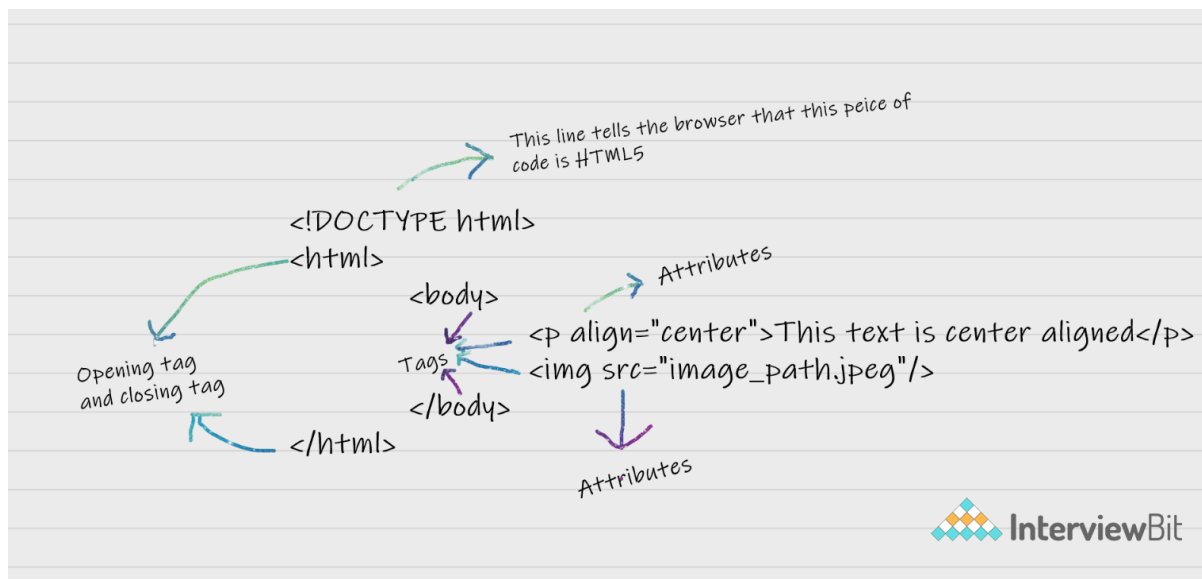 This line tells the browser that this peice of
code is HTML5
<!DOCTYPE html>
<html>
Attributes
<body>
<p align="center">This text is center aligned</p>
Tags
<img src="image_path.jpeg"/>
Opening tag
and closing tag
</body>
</html>
Attributes
InterviewBit